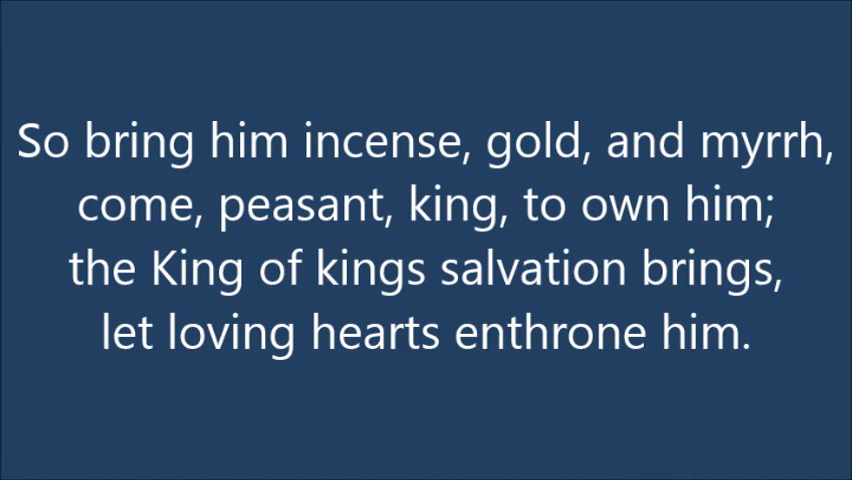 So bring him incense, gold, and myrrh,
come, peasant, king, to own him;
the King of kings salvation brings,
let loving hearts enthrone him.